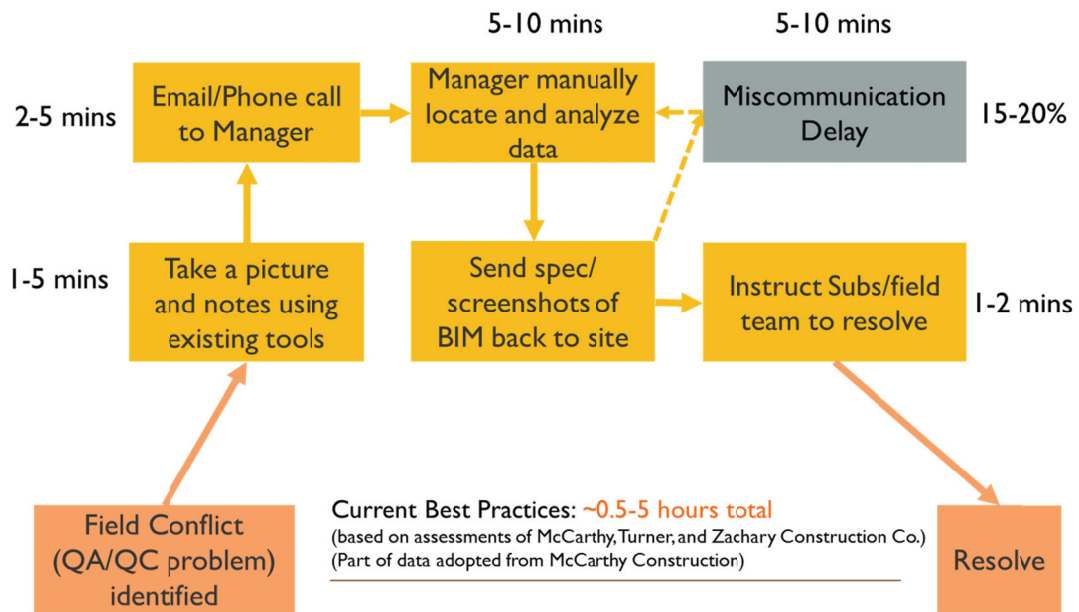 5-10 mins
5-10 mins
2-5 mins
Email/Phone call
to Manager
Manager manually
locate and analyze
data
Miscommunication
Delay
15-20%
1-5 mins
Take a picture
and notes using
existing tools
Send spec/
screenshots of
BIM back to site
Instruct Subs/field
team to resolve
1-2 mins
Field Conflict
(QA/QC problem)
identified
Current Best Practices: ~0.5-5 hours total
(based on assessments of McCarthy, Turner, and Zachary Construction Co.)
(Part of data adopted from McCarthy Construction)
Resolve